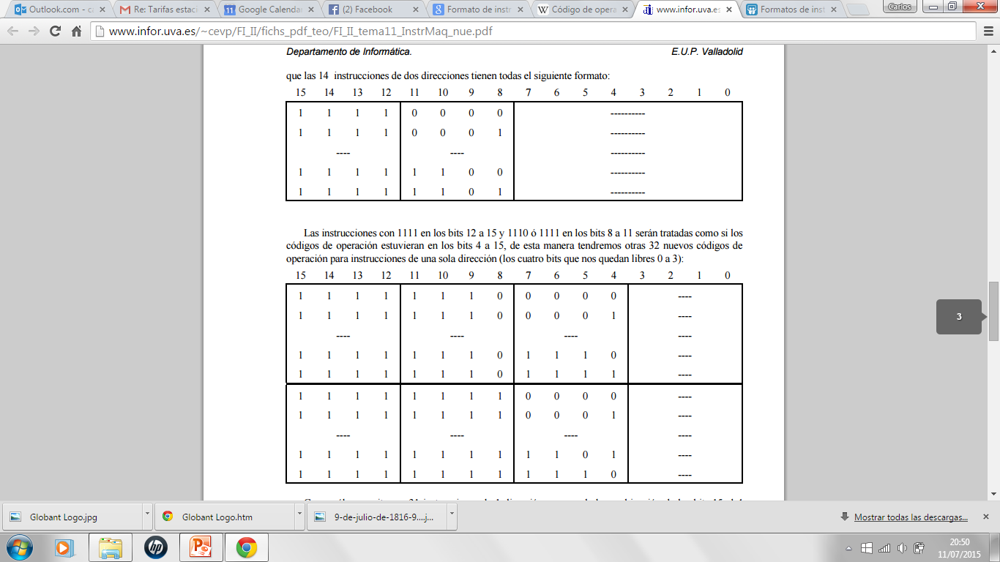 Outlook.com - ca
Re: Tarifas estaci
Google Calendar
(2) Facebook
Formato de instr
Código de opera
www.infor.uva.es
Formatos de inst
Carlos
www.infor.uva.es/~cevp/FI_II/fichs_pdf_teo/FI_II_tema11_InstrMaq_nue.pdf
Departamento de Informática. E.U.P. Valladolid
que las 14 instrucciones de dos direcciones tienen todas el siguiente formato:
15 14 13 12 11 10 9 8 7 6 5 4 3 2 1 0
1 1 1 1 0 0 0 0 ----------
1 1 1 1 0 0 0 1 ----------
---- ---- ----------
1 1 1 1 1 1 0 0 ----------
1 1 1 1 1 1 0 1 ----------
Las instrucciones con 1111 en los bits 12 a 15 y 1110 ó 1111 en los bits 8 a 11 serán tratadas como si los
códigos de operación estuvieran en los bits 4 a 15, de esta manera tendremos otras 32 nuevos códigos de
operación para instrucciones de una sola dirección (los cuatro bits que nos quedan libres 0 a 3):
15 14 13 12 11 10 9 8 7 6 5 4 3 2 1 0
1 1 1 1 1 1 1 0 0 0 0 0 ----
1 1 1 1 1 1 1 0 0 0 0 1 ----
---- ---- ---- ----
1 1 1 1 1 1 1 0 1 1 1 0 ----
1 1 1 1 1 1 1 0 1 1 1 1 ----
1 1 1 1 1 1 1 1 0 0 0 0 ----
1 1 1 1 1 1 1 1 0 0 0 1 ----
---- ---- ---- ----
1 1 1 1 1 1 1 1 1 1 0 1 ----
1 1 1 1 1 1 1 1 1 1 1 0 ----
3
Globant Logo.jpg
Globant Logo.htm
9-de-julio-de-1816-9....j...
Mostrar todas las descargas...
hp
20:50
11/07/2015